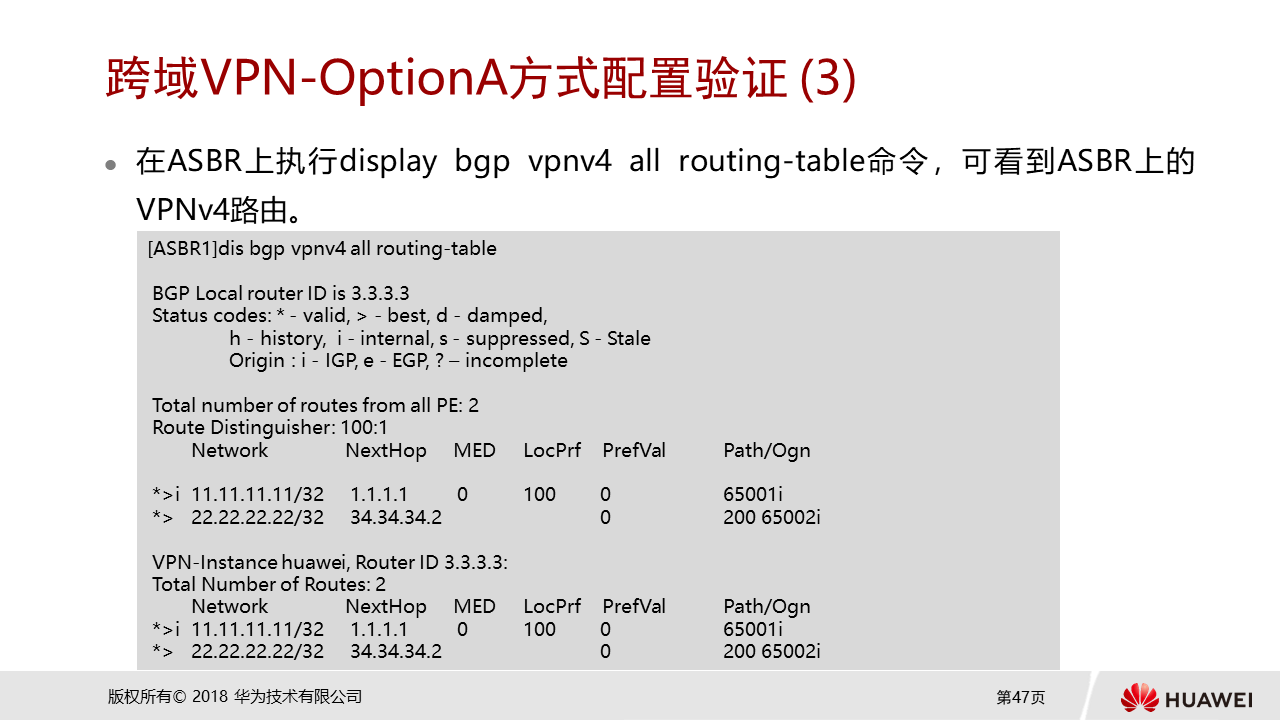 跨域VPN-OptionA方式配置验证 (3)
● 在ASBR上执行display bgp vpnv4 all routing-table命令，可看到ASBR上的
VPNv4路由。
[ASBR1]dis bgp vpnv4 all routing-table
BGP Local router ID is 3.3.3.3
Status codes: * - valid, > - best, d - damped,
h - history, i - internal, s - suppressed, S - Stale
Origin : i - IGP, e - EGP, ? – incomplete
Total number of routes from all PE: 2
Route Distinguisher: 100:1
Network NextHop MED LocPrf PrefVal Path/Ogn
*>i 11.11.11.11/32 1.1.1.1 0 100 0 65001i
*> 22.22.22.22/32 34.34.34.2 0 200 65002i
VPN-Instance huawei, Router ID 3.3.3.3:
Total Number of Routes: 2
Network NextHop MED LocPrf PrefVal Path/Ogn
*>i 11.11.11.11/32 1.1.1.1 0 100 0 65001i
*> 22.22.22.22/32 34.34.34.2 0 200 65002i
版权所有© 2018 华为技术有限公司
第47页
HUAWEI